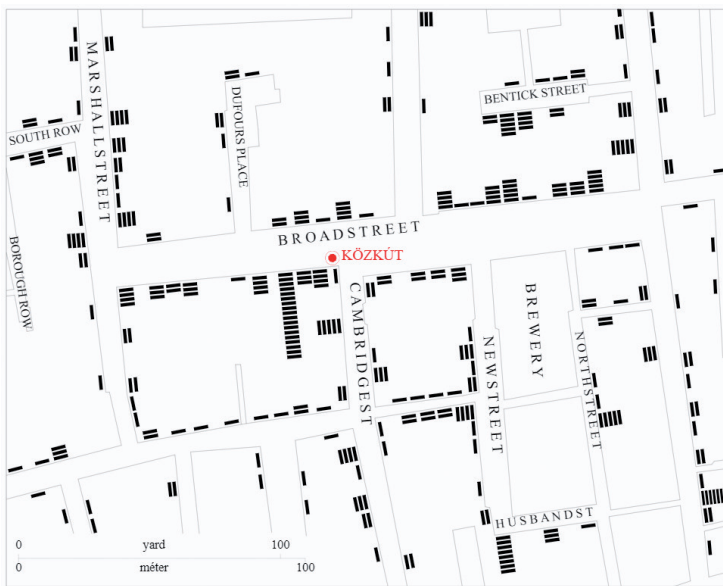 MARSHALLSTREET
SOUTH ROW
DUFOURS PLACE
BENTICK STREET
BROADSTREET
KÖZKÚT
BOROUGH ROW
CAMBRIDGEST
NEWSTREET
BREWERY
NORTHSTREET
HUSBANDST
0 yard 100
0 méter 100